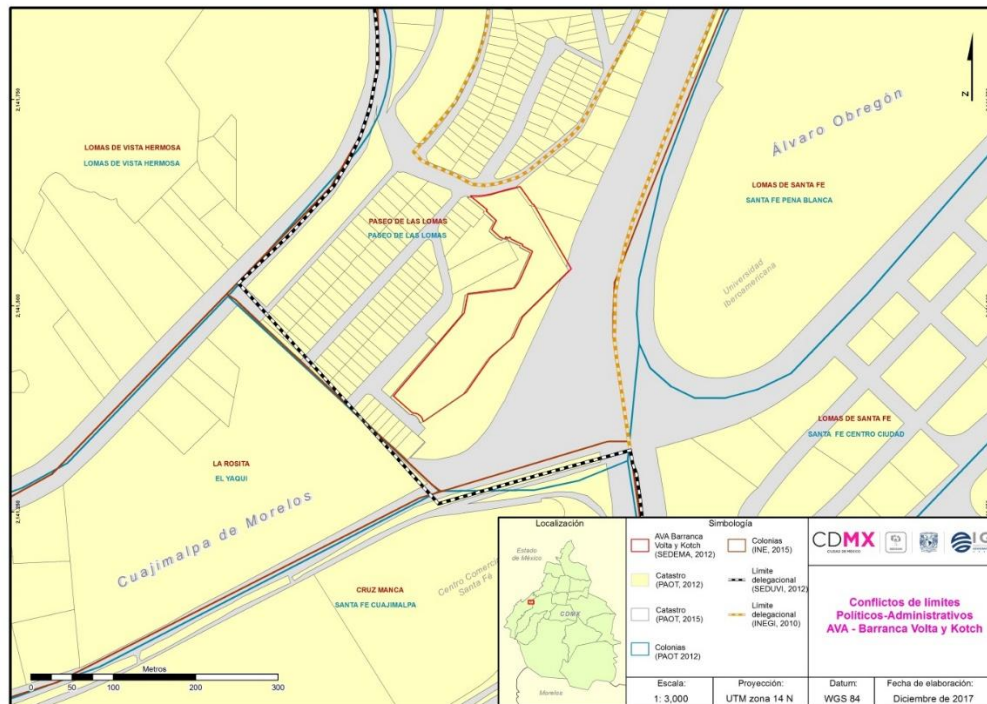 LOMAS DE VISTA HERMOSA
LOMAS DE VISTA HERMOSA
PASEO DE LAS LOMAS
PASEO DE LAS LOMAS
Álvaro Obregón
LOMAS DE SANTA FE
SANTA FE PENA BLANCA
Universidad
Iberoamericana
LOMAS DE SANTA FE
SANTA FE CENTRO CIUDAD
LA ROSITA
EL YAQUI
Cuajimalpa de Morelos
CRUZ MANCA
SANTA FE CUAJIMALPA
Centro Comercial
Santa Fé
Z
Metros
0 25 50 100 200 300
Localización
Estado
de México
CDMX
Morelos
Simbología
AVA Barranca
Volta y Kotch
(SEDEMA, 2012)
Catastro
(PAOT, 2012)
Catastro
(PAOT, 2015)
Colonias
(PAOT 2012)
Colonias
(INE, 2015)
Límite
delegacional
(SEDUVI, 2012)
Límite
delegacional
(INEGI, 2010)
CDMX
CIUDAD DE MÉXICO
Conflictos de límites
Políticos-Administrativos
AVA - Barranca Volta y Kotch
Escala:
1: 3,000
Proyección:
UTM zona 14 N
Datum:
WGS 84
Fecha de elaboración:
Diciembre de 2017